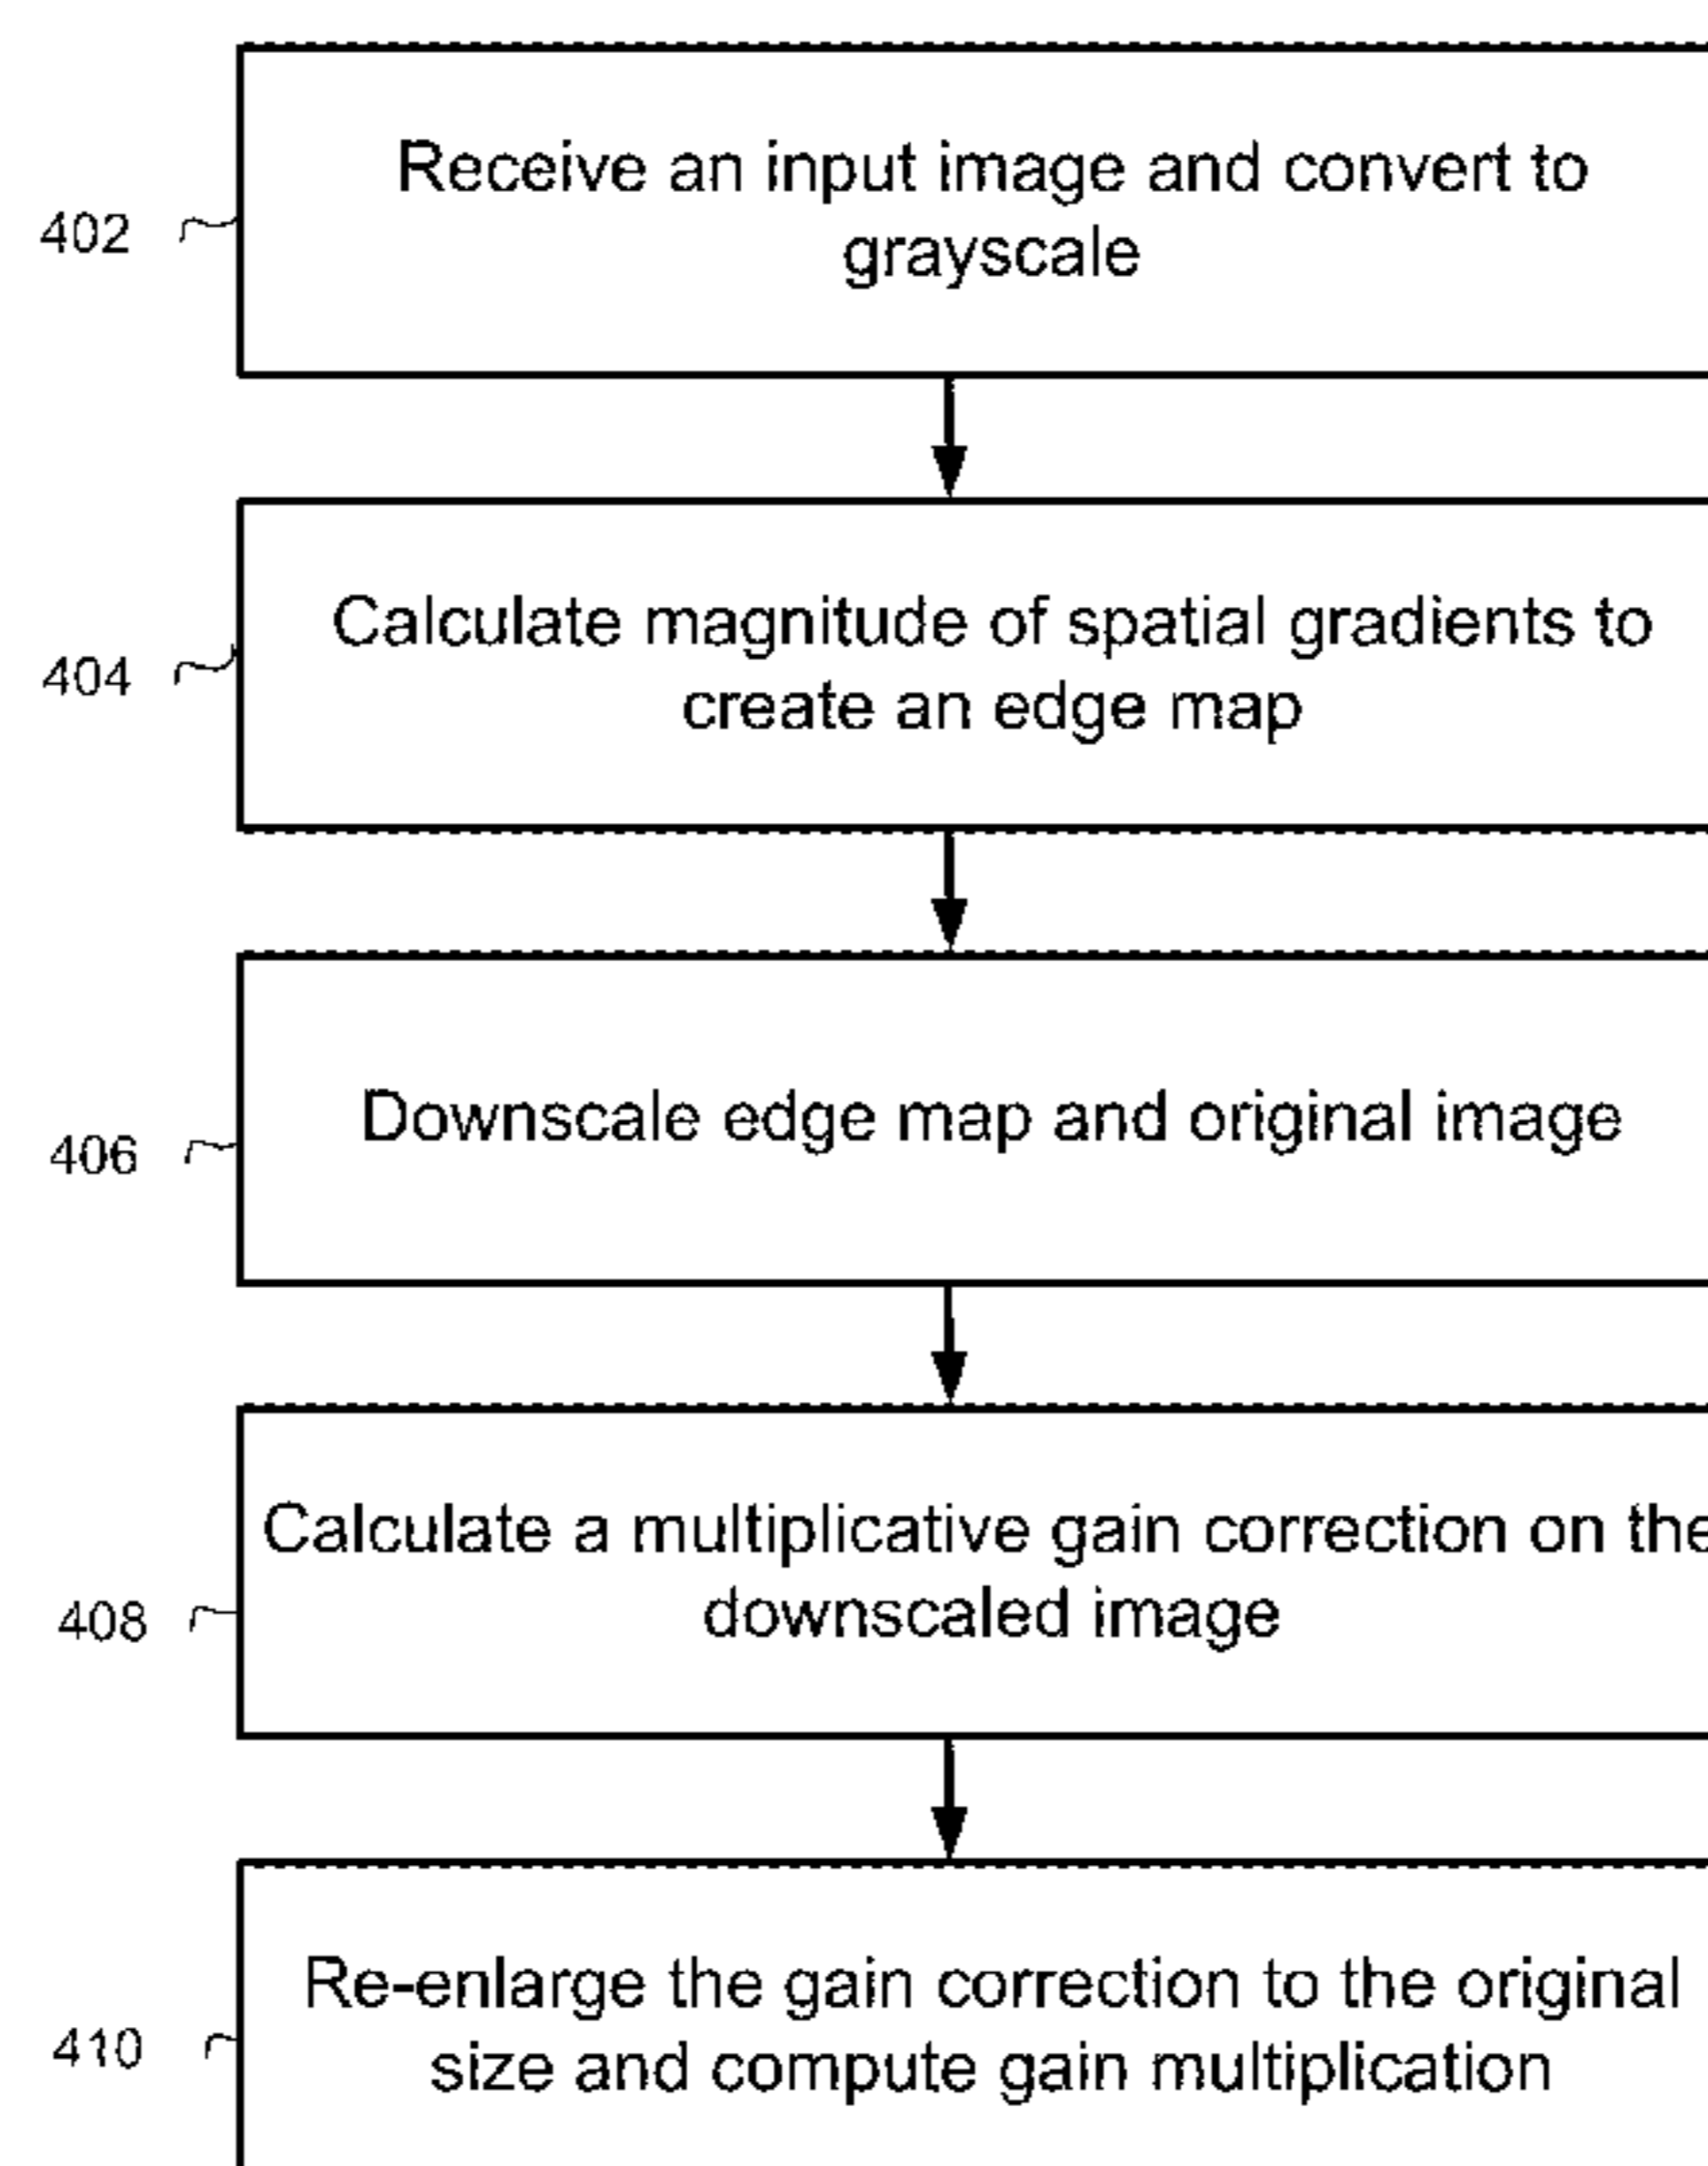 Receive an input image and convert to
grayscale
402
Calculate magnitude of spatial gradients to
create an edge map
404
Downscale edge map and original image
406
Calculate a multiplicative gain correction on the
downscaled image
408
Re-enlarge the gain correction to the original
size and compute gain multiplication
410